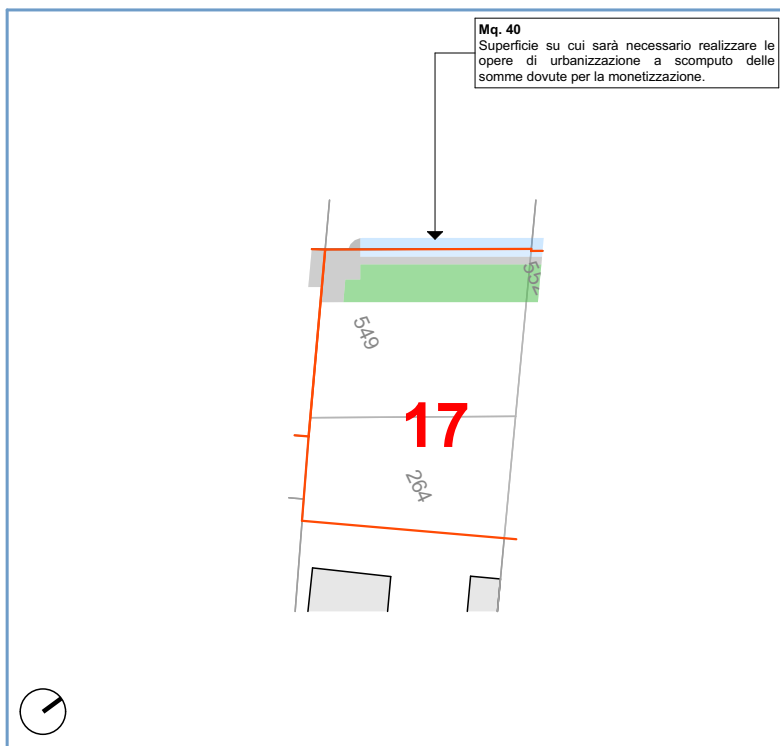 Mq. 40
Superficie su cui sarà necessario realizzare le
opere di urbanizzazione a scomputo delle
somme dovute per la monetizzazione.
552
549
17
264